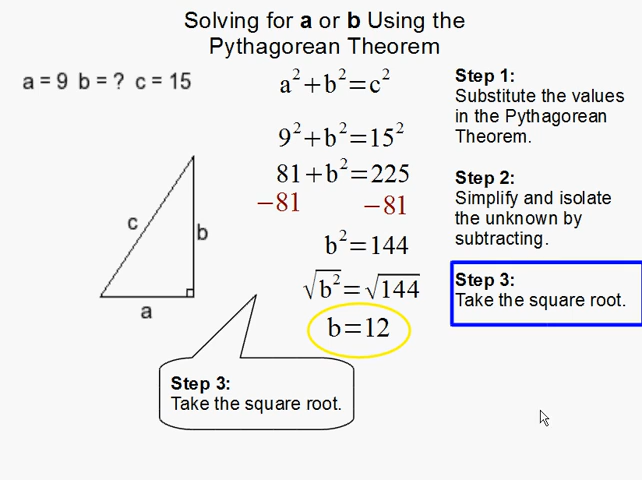 Solving for a or b Using the
Pythagorean Theorem
a = 9 b = ? c = 15
a²+b²=c²
9²+b²=15²
81+b²=225
−81 −81
b²=144
√b²=√144
b=12
Step 1:
Substitute the values
in the Pythagorean
Theorem.
Step 2:
Simplify and isolate
the unknown by
subtracting.
Step 3:
Take the square root.
c
b
a
Step 3:
Take the square root.